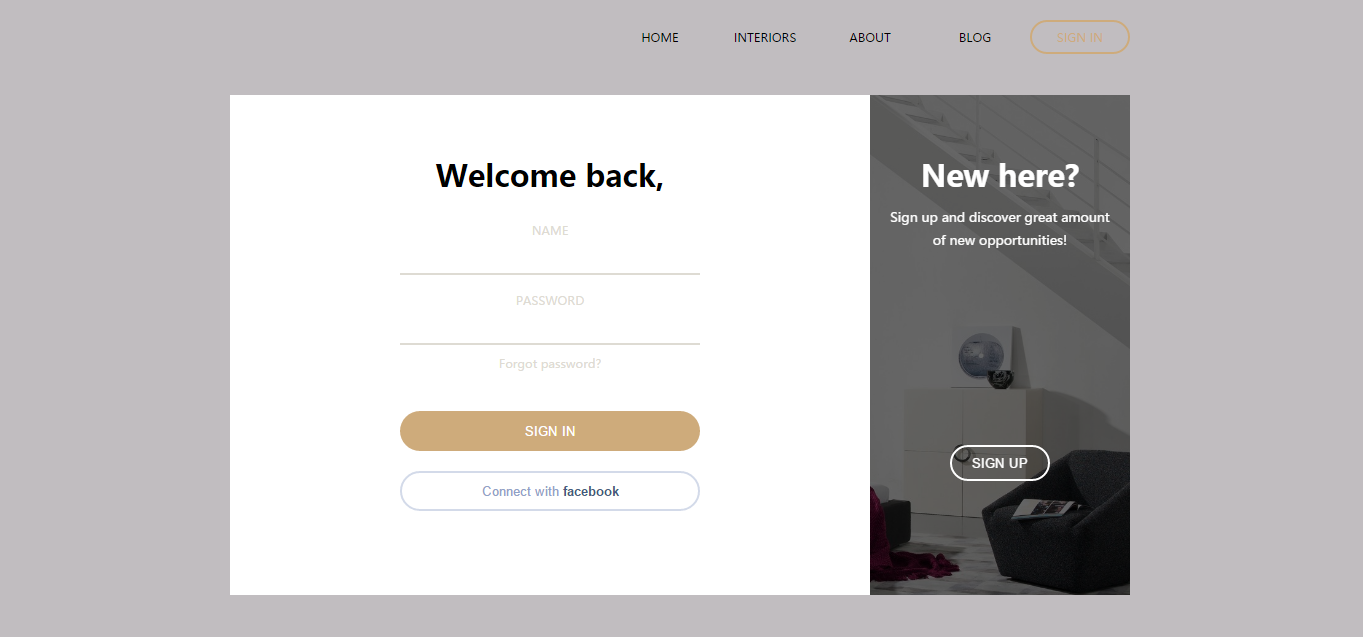 HOME
INTERIORS
ABOUT
BLOG
SIGN IN
Welcome back,
NAME
PASSWORD
Forgot password?
SIGN IN
Connect with facebook
New here?
Sign up and discover great amount
of new opportunities!
SIGN UP